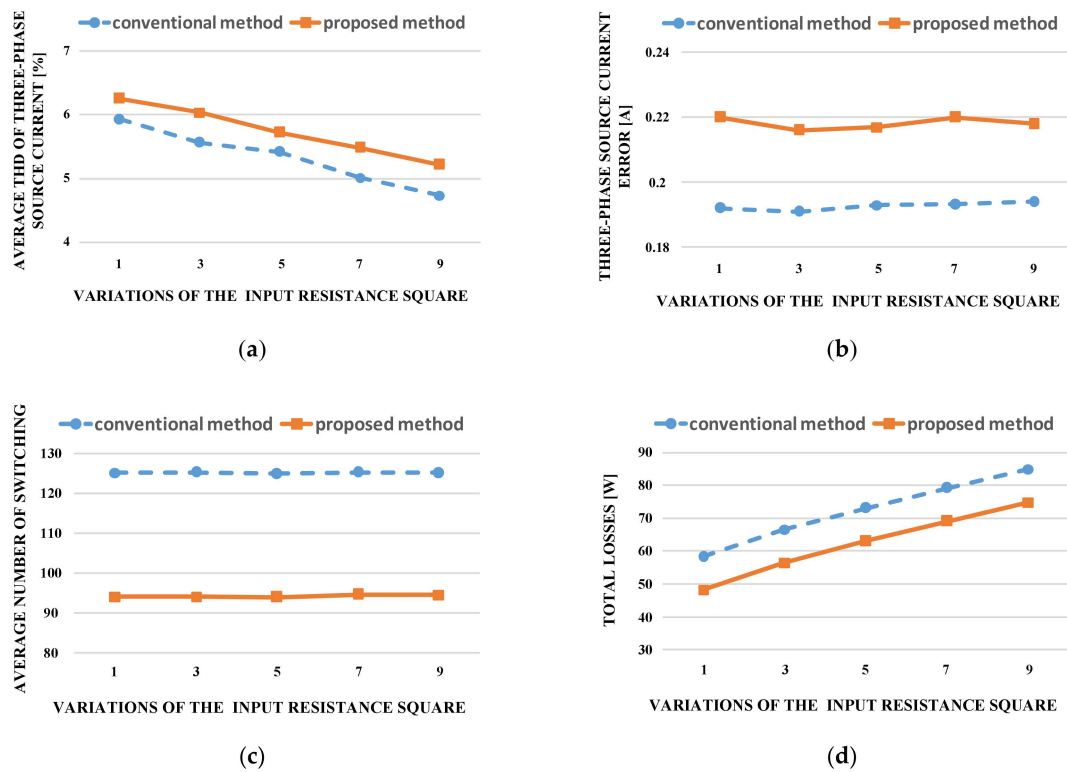 conventional method proposed method
AVERAGE THD OF THREE-PHASE
SOURCE CURRENT [%]
7
6
5
4
1 3 5 7 9
VARIATIONS OF THE INPUT RESISTANCE SQUARE
(a)
conventional method proposed method
THREE-PHASE SOURCE CURRENT
ERROR [A]
0.24
0.22
0.2
0.18
1 3 5 7 9
VARIATIONS OF THE INPUT RESISTANCE SQUARE
(b)
conventional method proposed method
AVERAGE NUMBER OF SWITCHING
130
120
110
100
90
80
1 3 5 7 9
VARIATIONS OF THE INPUT RESISTANCE SQUARE
(c)
conventional method proposed method
TOTAL LOSSES [W]
90
80
70
60
50
40
30
1 3 5 7 9
VARIATIONS OF THE INPUT RESISTANCE SQUARE
(d)